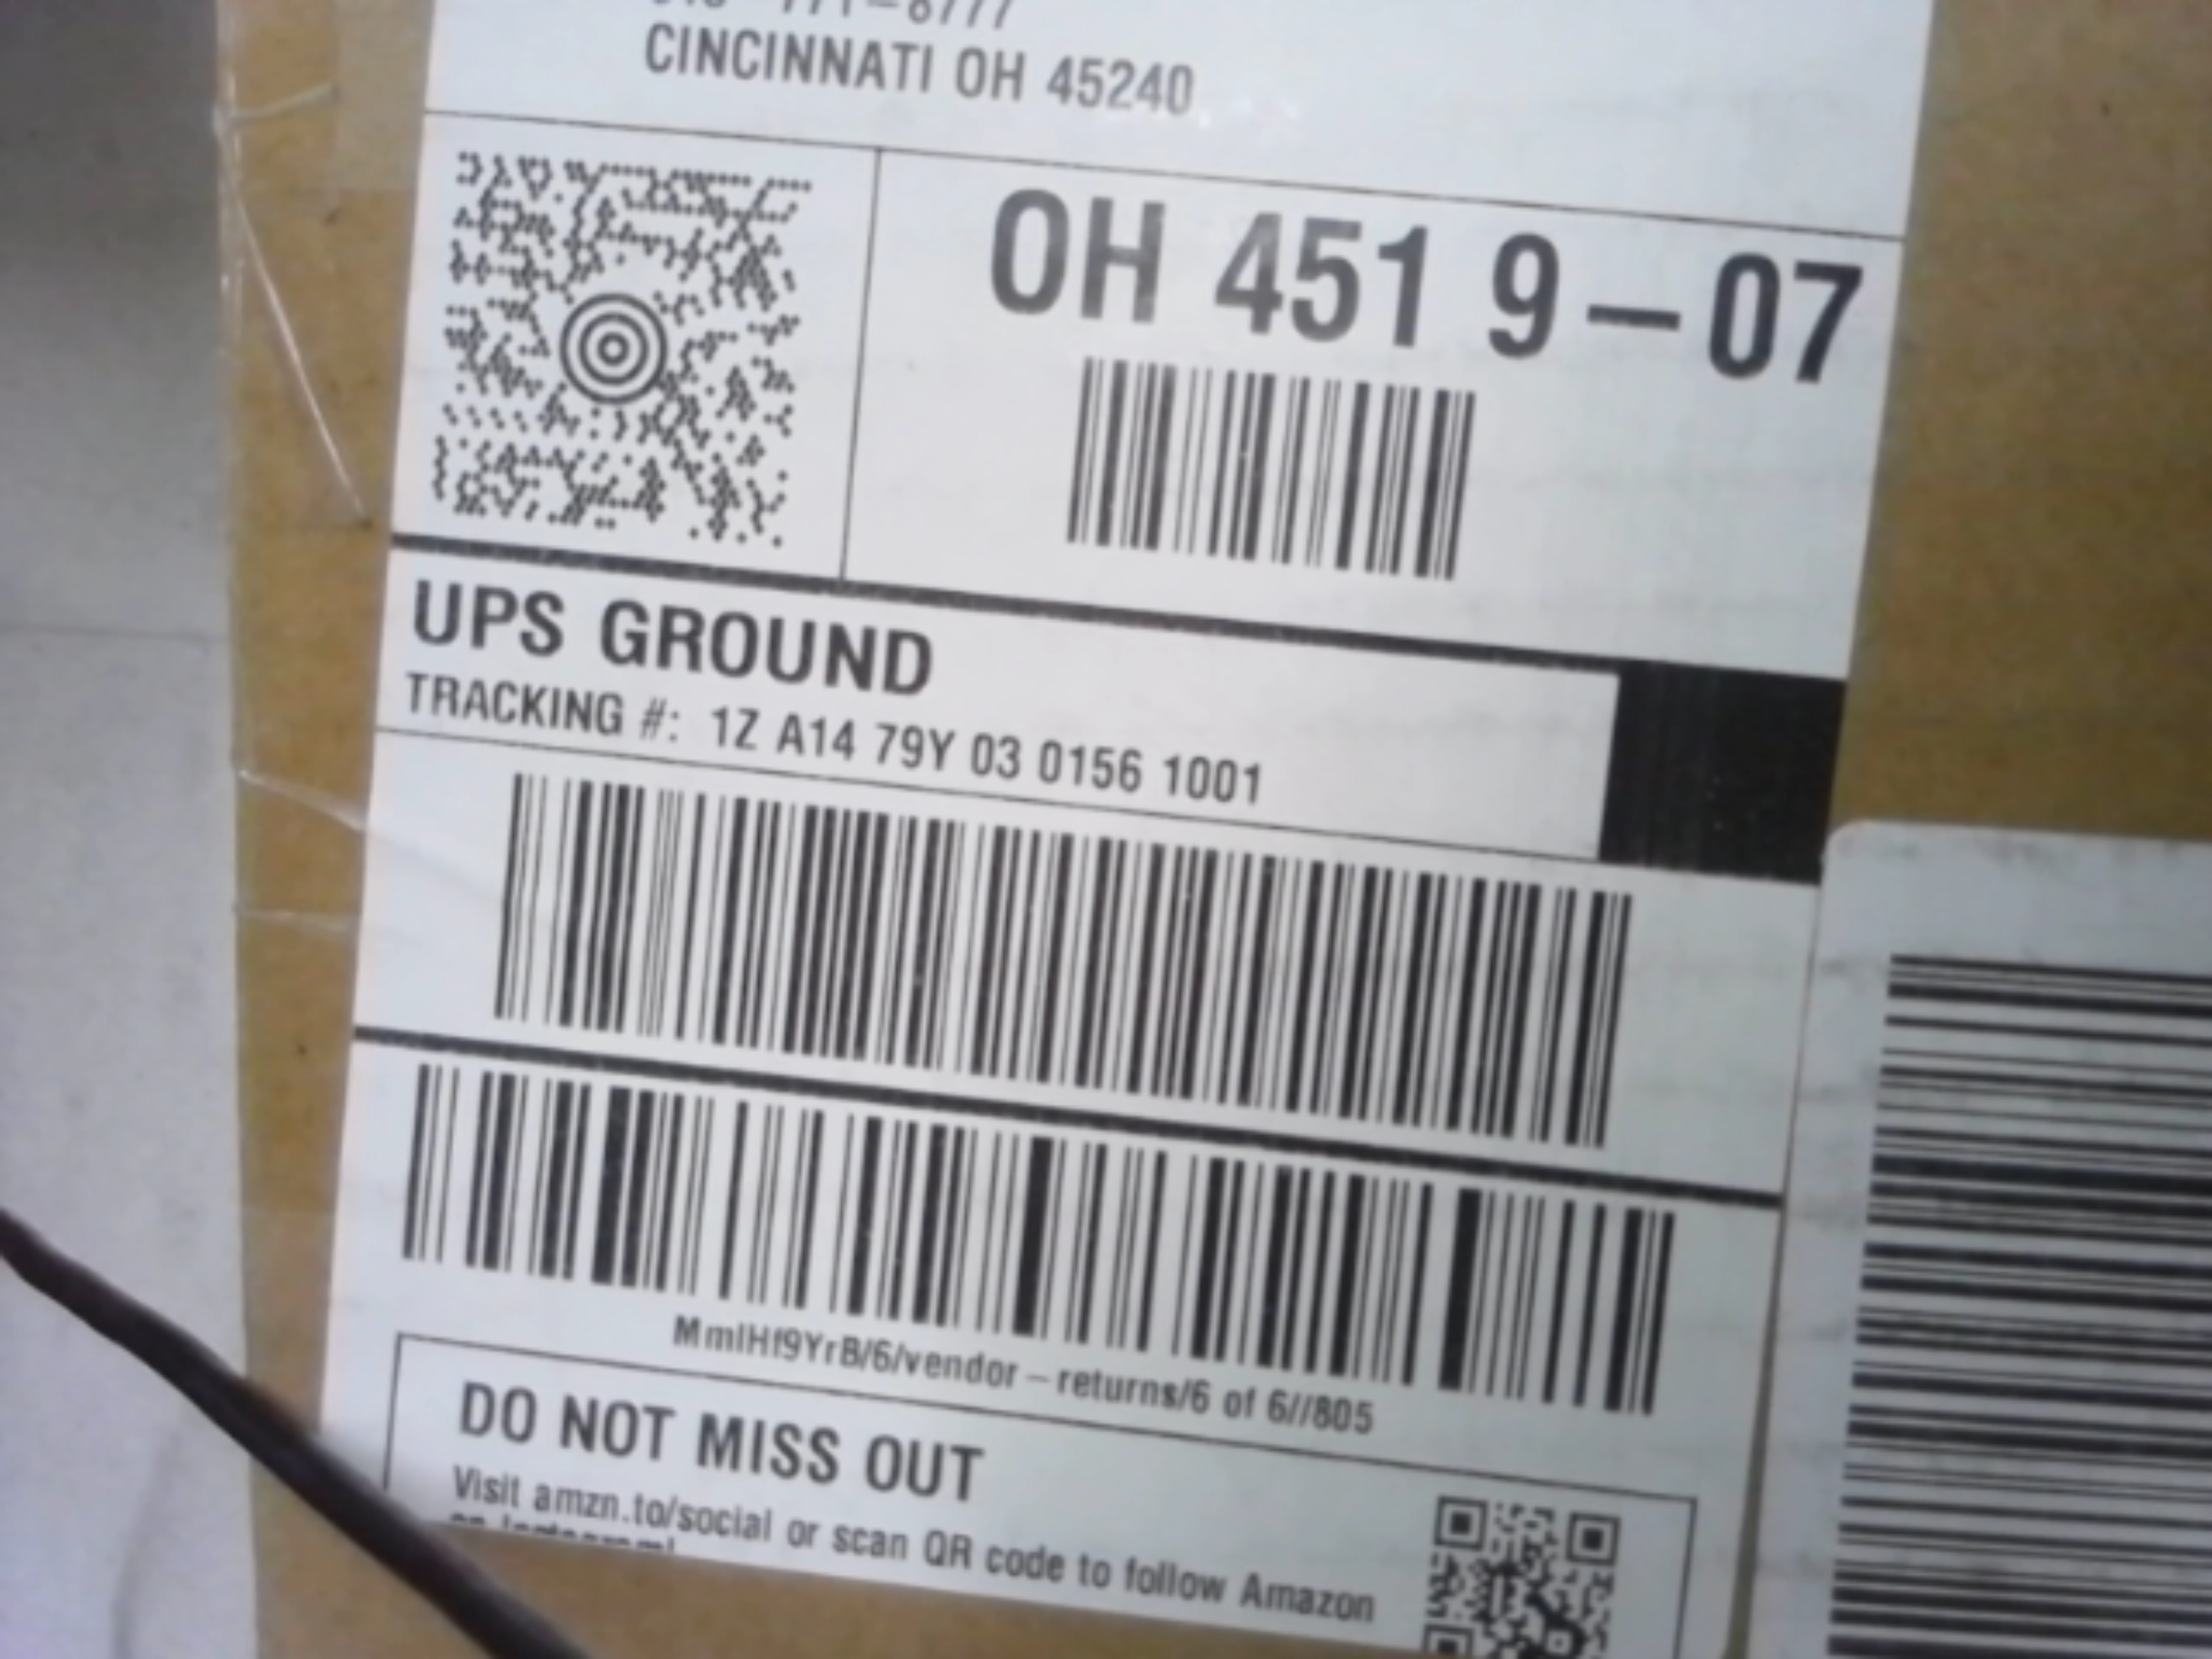 CINCINNATI OH 45240
OH 451 9-07
UPS GROUND
TRACKING #: 1Z A14 79Y 03 0156 1001
MmlHf9YrB/6/vendor-returns/6 of 6//805
DO NOT MISS OUT
Visit amzn.to/social or scan QR code to follow Amazon